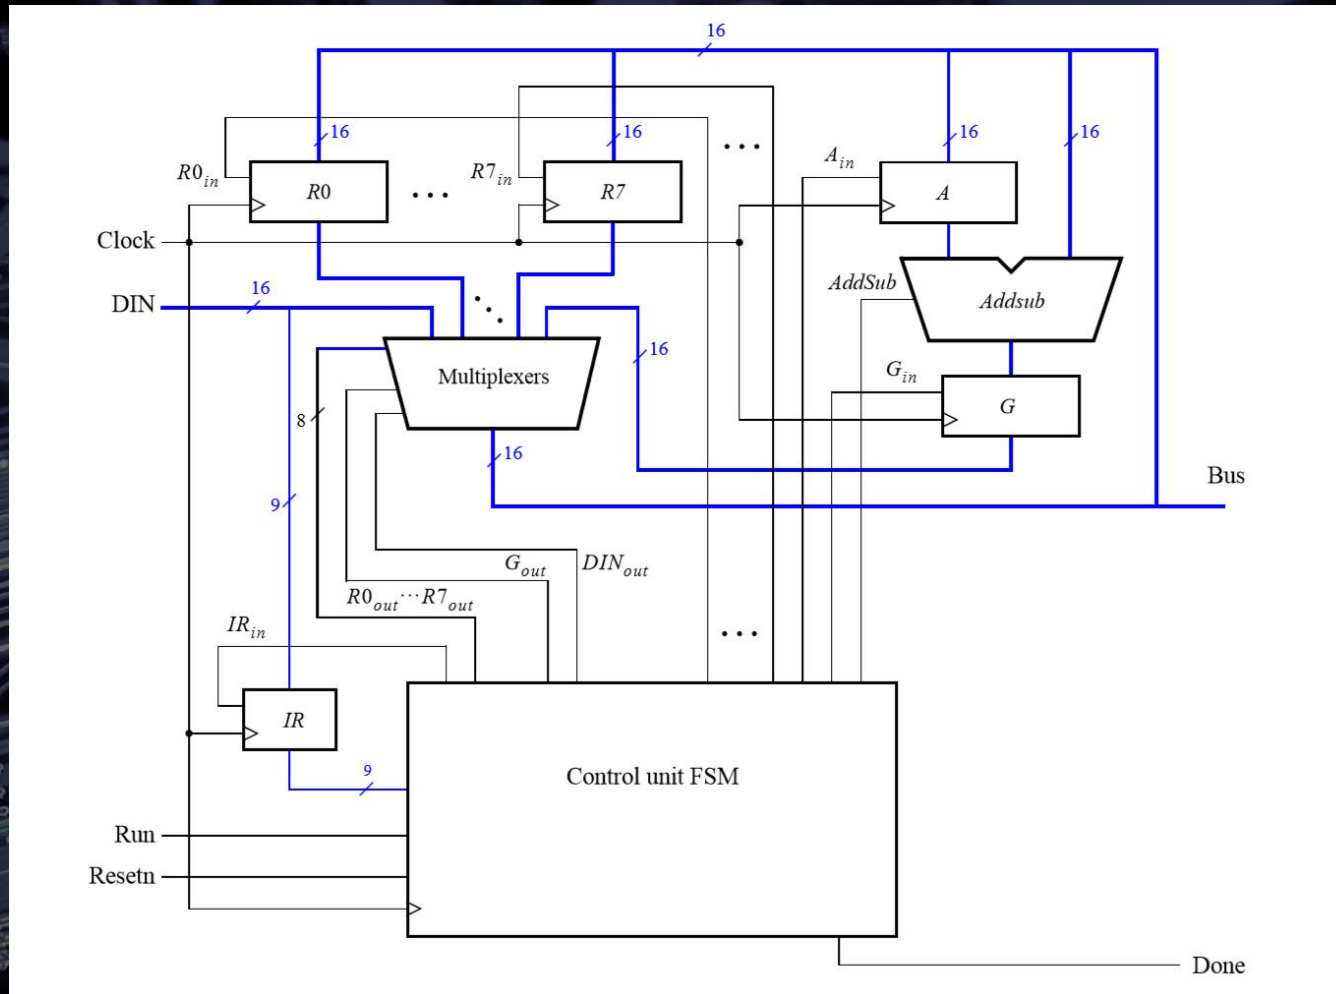 16
16
16
...
16
16
R0in
R0
...
R7in
R7
Ain
A
Clock
DIN
16
AddSub
Addsub
Multiplexers
16
Gin
G
8
16
Bus
9
Gout
DINout
R0out...R7out
IRin
...
IR
9
Control unit FSM
Run
Resetn
Done